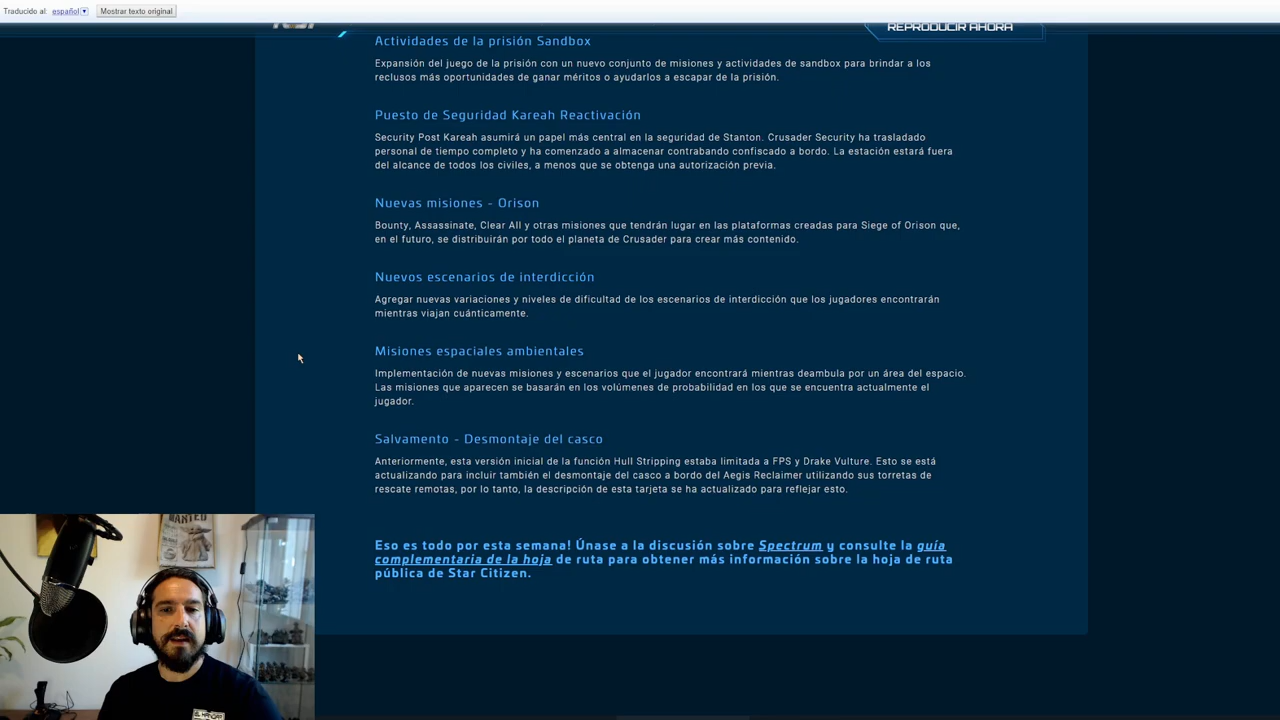 Traducido al: español Mostrar texto original
REPRODUCIR AHORA
Actividades de la prisión Sandbox
Expansión del juego de la prisión con un nuevo conjunto de misiones y actividades de sandbox para brindar a los
reclusos más oportunidades de ganar méritos o ayudarlos a escapar de la prisión.
Puesto de Seguridad Kareah Reactivación
Security Post Kareah asumirá un papel más central en la seguridad de Stanton. Crusader Security ha trasladado
personal de tiempo completo y ha comenzado a almacenar contrabando confiscado a bordo. La estación estará fuera
del alcance de todos los civiles, a menos que se obtenga una autorización previa.
Nuevas misiones - Orison
Bounty, Assassinate, Clear All y otras misiones que tendrán lugar en las plataformas creadas para Siege of Orison que,
en el futuro, se distribuirán por todo el planeta de Crusader para crear más contenido.
Nuevos escenarios de interdicción
Agregar nuevas variaciones y niveles de dificultad de los escenarios de interdicción que los jugadores encontrarán
mientras viajan cuánticamente.
Misiones espaciales ambientales
Implementación de nuevas misiones y escenarios que el jugador encontrará mientras deambula por un área del espacio.
Las misiones que aparecen se basarán en los volúmenes de probabilidad en los que se encuentra actualmente el
jugador.
Salvamento - Desmontaje del casco
Anteriormente, esta versión inicial de la función Hull Stripping estaba limitada a FPS y Drake Vulture. Esto se está
actualizando para incluir también el desmontaje del casco a bordo del Aegis Reclaimer utilizando sus torretas de
rescate remotas, por lo tanto, la descripción de esta tarjeta se ha actualizado para reflejar esto.
Eso es todo por esta semana! Únase a la discusión sobre Spectrum y consulte la guía
complementaria de la hoja de ruta para obtener más información sobre la hoja de ruta
pública de Star Citizen.
WANTED
EL HANGAR